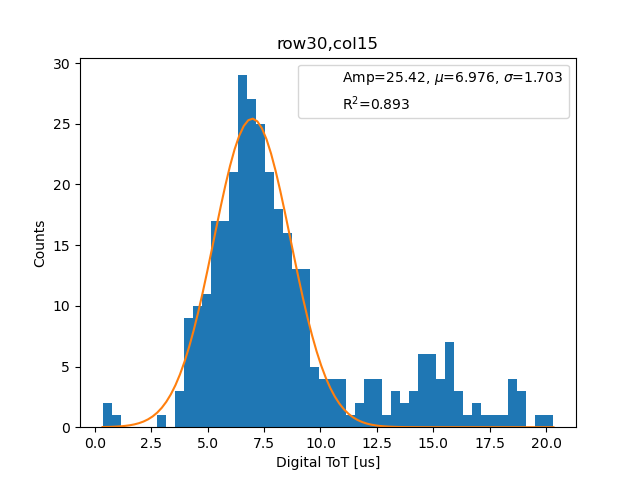 row30,col15
Amp=25.42, μ=6.976, σ=1.703
R²=0.893
30
25
20
15
10
5
0
Counts
0.0 2.5 5.0 7.5 10.0 12.5 15.0 17.5 20.0
Digital ToT [us]